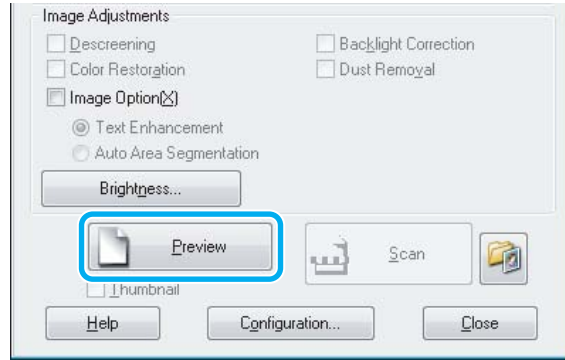 Image Adjustments
Descreening Backlight Correction
Color Restoration Dust Removal
Image Option(X)
Text Enhancement
Auto Area Segmentation
Brightness...
Preview Scan
Thumbnail
Help Configuration... Close